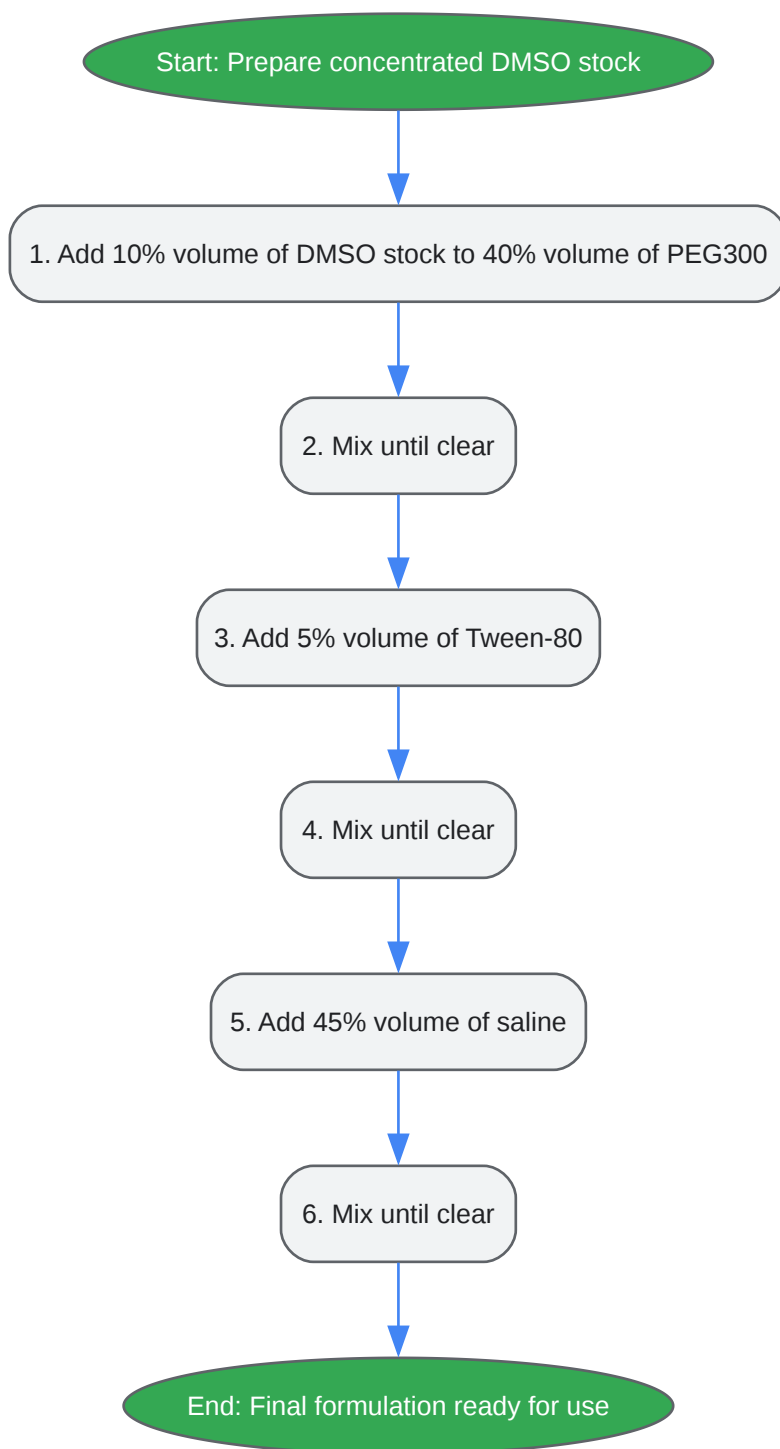 Start: Prepare concentrated DMSO stock
1. Add 10% volume of DMSO stock to 40% volume of PEG300
2. Mix until clear
3. Add 5% volume of Tween-80
4. Mix until clear
5. Add 45% volume of saline
6. Mix until clear
End: Final formulation ready for use